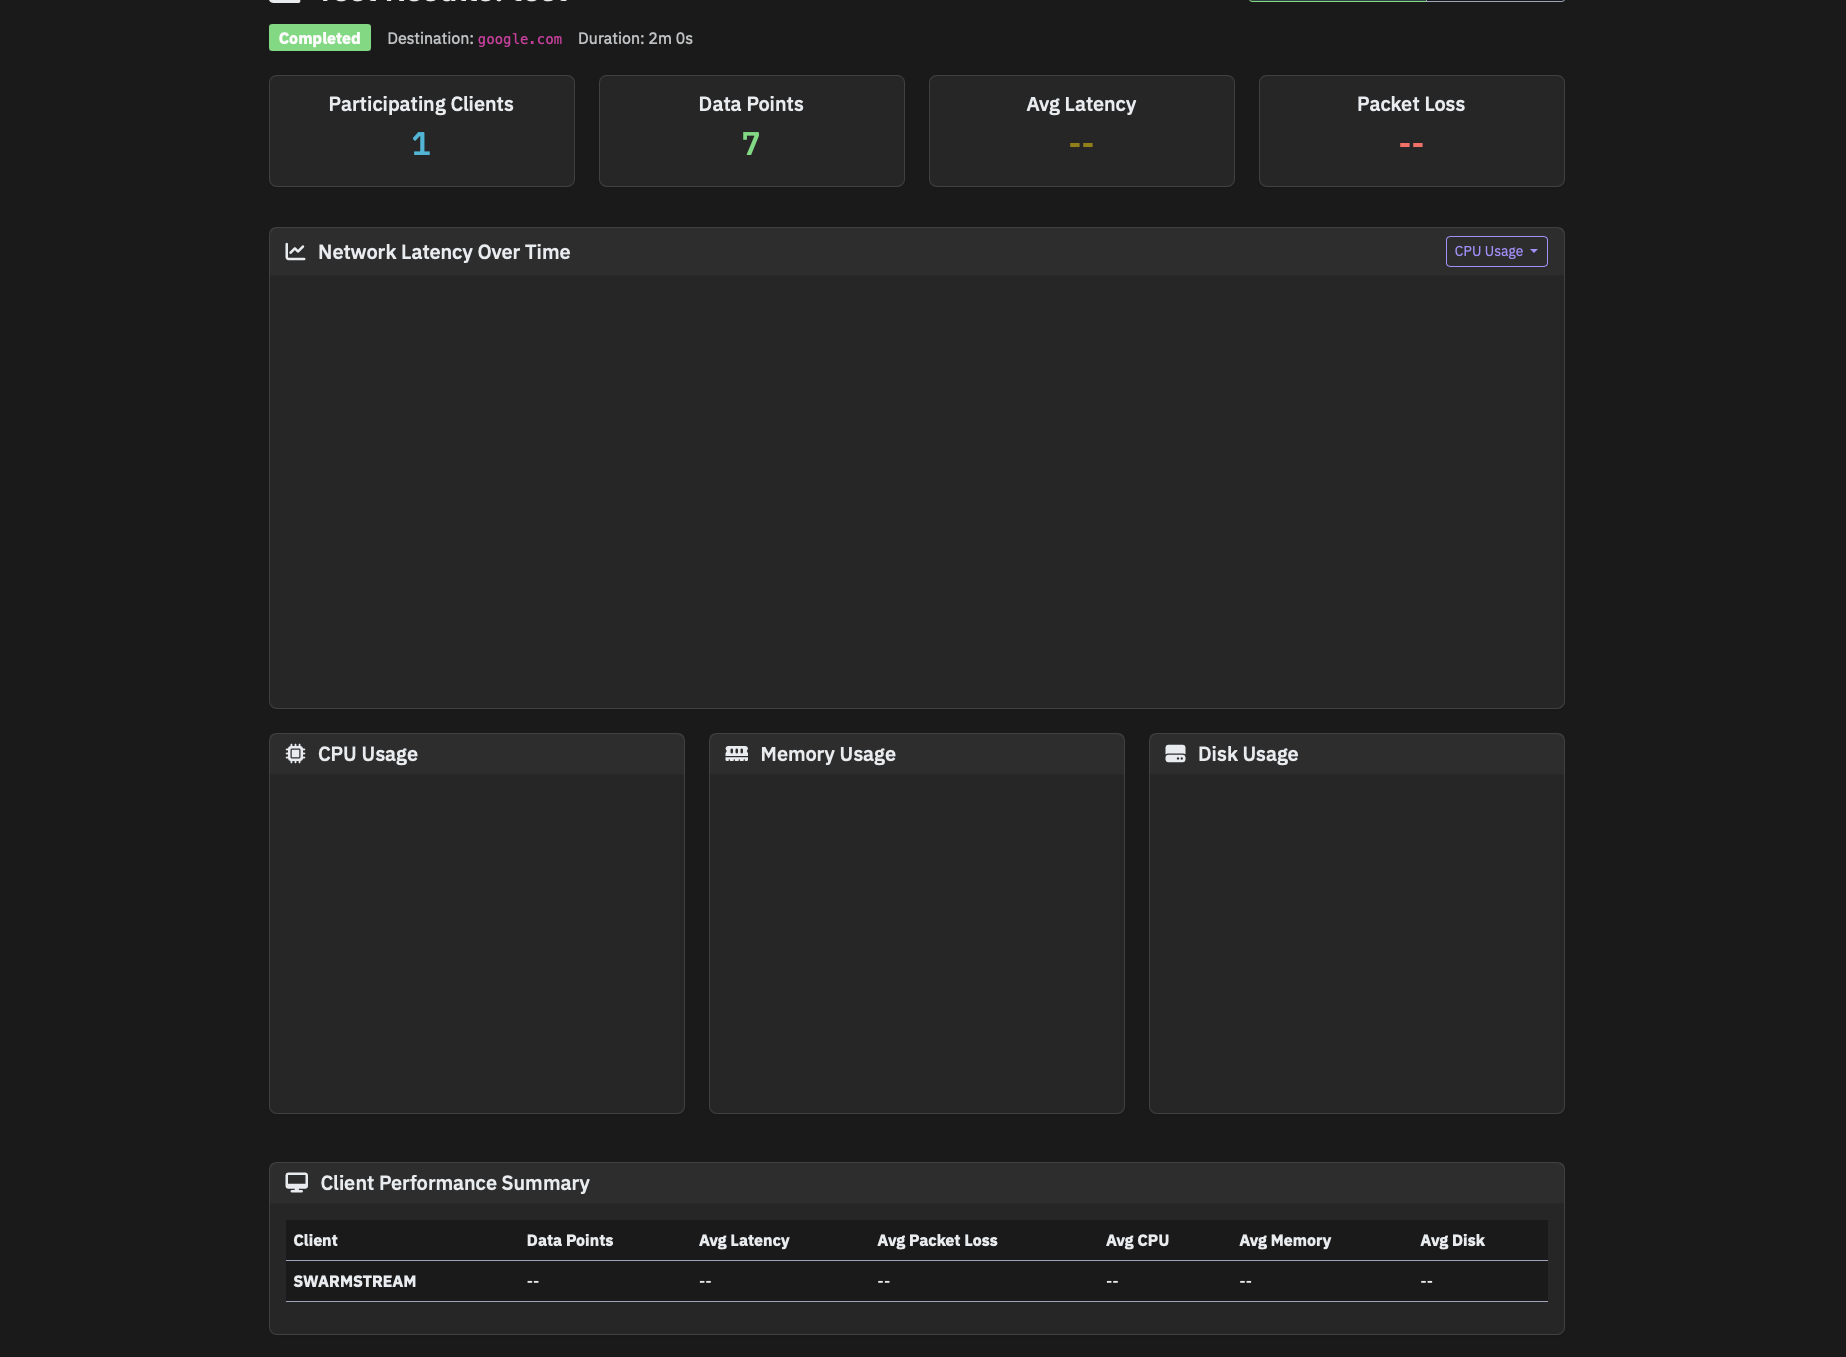 Completed Destination: google.com Duration: 2m 0s
Participating Clients
1
Data Points
7
Avg Latency
--
Packet Loss
--
Network Latency Over Time
CPU Usage
CPU Usage
Memory Usage
Disk Usage
Client Performance Summary
Client Data Points Avg Latency Avg Packet Loss Avg CPU Avg Memory Avg Disk
SWARMSTREAM -- -- -- -- -- --